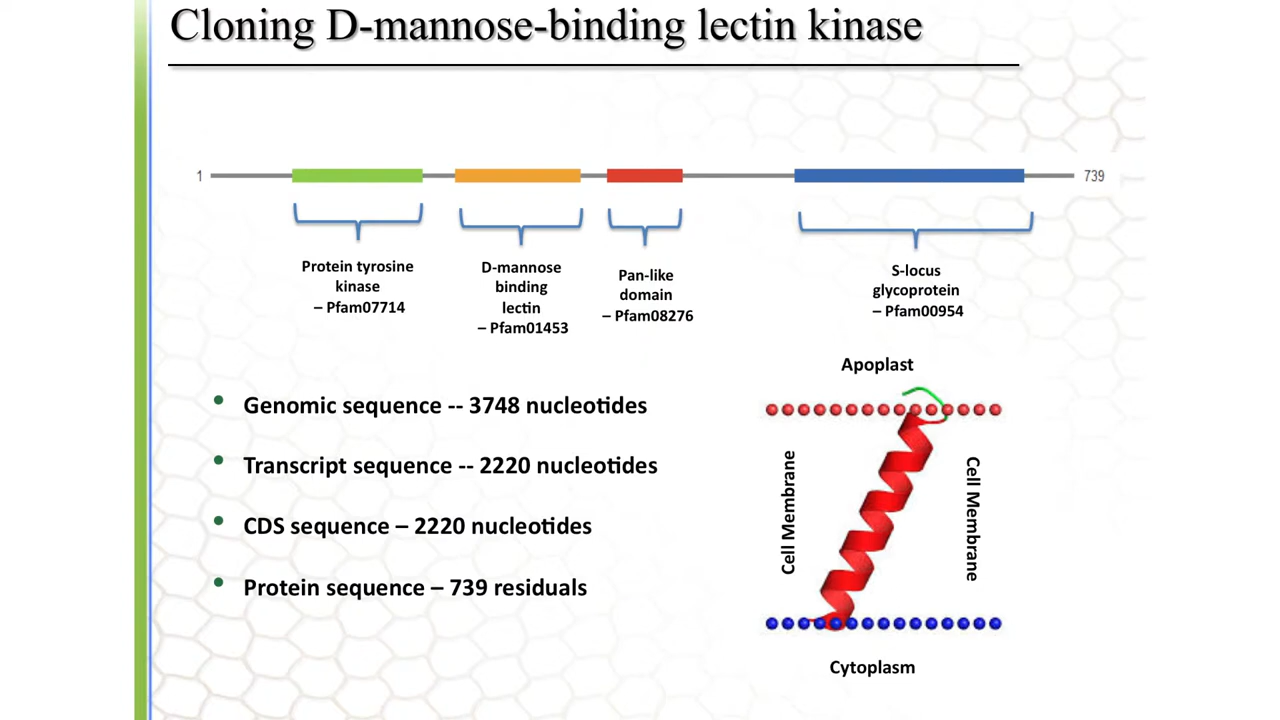 Cloning D-mannose-binding lectin kinase
1
739
Protein tyrosine
kinase
– Pfam07714
D-mannose
binding
lectin
– Pfam01453
Pan-like
domain
– Pfam08276
S-locus
glycoprotein
– Pfam00954
• Genomic sequence -- 3748 nucleotides
• Transcript sequence -- 2220 nucleotides
• CDS sequence – 2220 nucleotides
• Protein sequence – 739 residuals
Apoplast
Cell Membrane
Cell Membrane
Cytoplasm